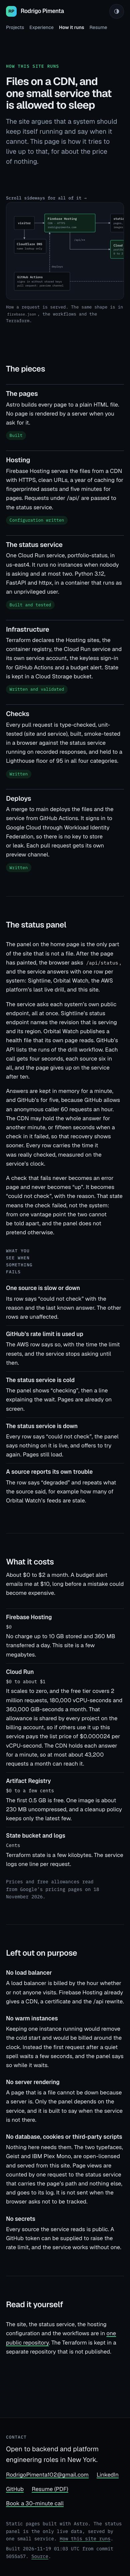 RP Rodrigo Pimenta
Projects Experience How it runs Resume
HOW THIS SITE RUNS
Files on a CDN, and
one small service that
is allowed to sleep
The site argues that a system should
keep itself running and say when it
cannot. This page is how it tries to
live up to that, for about the price
of nothing.
Scroll sideways for all of it →
visitor
Firebase Hosting
Cloudflare DNS
GitHub Actions
How a request is served. The same shape is in
firebase.json, the workflows and the
Terraform.
The pieces
The pages
Astro builds every page to a plain HTML file.
No page is rendered by a server when you
ask for it.
Built
Hosting
Firebase Hosting serves the files from a CDN
with HTTPS, clean URLs, a year of caching for
fingerprinted assets and five minutes for
pages. Requests under /api/ are passed to
the status service.
Configuration written
The status service
One Cloud Run service, portfolio-status, in
us-east4. It runs no instances when nobody is
asking and at most two. Python 3.12,
FastAPI and httpx, in a container that runs as
an unprivileged user.
Built and tested
Infrastructure
Terraform declares the Hosting sites, the
container registry, the Cloud Run service and
its own service account, the keyless sign-in
for GitHub Actions and a budget alert. State
is kept in a Cloud Storage bucket.
Written and validated
Checks
Every pull request is type-checked, unit-
tested (site and service), built, smoke-tested
in a browser against the status service
running on recorded answers, and held to a
Lighthouse floor of 95 in all four categories.
Written
Deploys
A merge to main deploys the files and the
service from GitHub Actions. It signs in to
Google Cloud through Workload Identity
Federation, so there is no key to store
or leak. Each pull request gets its own
preview channel.
Written
The status panel
The panel on the home page is the only part
of the site that is not a file. After the page
has painted, the browser asks /api/status,
and the service answers with one row per
system: Sightline, Orbital Watch, the AWS
platform's last live drill, and this site.
The service asks every system's own public
endpoint, all at once. Sightline's status
endpoint names the revision that is serving
and its region. Orbital Watch publishes a
health file that its own page reads. GitHub's
API lists the runs of the drill workflow. Each
call gets four seconds, each source six in
all, and the page gives up on the service
after ten.
Answers are kept in memory for a minute,
and GitHub's for five, because GitHub allows
an anonymous caller 60 requests an hour.
The CDN may hold the whole answer for
another minute, or fifteen seconds when a
check in it failed, so that recovery shows
early. Every row carries the time it
was really checked, measured on the
service's clock.
A check that fails never becomes an error
page and never becomes “up”. It becomes
“could not check”, with the reason. That state
means the check failed, not the system:
from one vantage point the two cannot
be told apart, and the panel does not
pretend otherwise.
WHAT YOU
SEE WHEN
SOMETHING
FAILS
One source is slow or down
Its row says “could not check” with the
reason and the last known answer. The other
rows are unaffected.
GitHub's rate limit is used up
The AWS row says so, with the time the limit
resets, and the service stops asking until
then.
The status service is cold
The panel shows “checking”, then a line
explaining the wait. Pages are already on
screen.
The status service is down
Every row says “could not check”, the panel
says nothing on it is live, and offers to try
again. Pages still load.
A source reports its own trouble
The row says “degraded” and repeats what
the source said, for example how many of
Orbital Watch's feeds are stale.
What it costs
About $0 to $2 a month. A budget alert
emails me at $10, long before a mistake could
become expensive.
Firebase Hosting
$0
No charge up to 10 GB stored and 360 MB
transferred a day. This site is a few
megabytes.
Cloud Run
$0 to about $1
It scales to zero, and the free tier covers 2
million requests, 180,000 vCPU-seconds and
360,000 GiB-seconds a month. That
allowance is shared by every project on the
billing account, so if others use it up this
service pays the list price of $0.000024 per
vCPU-second. The CDN holds each answer
for a minute, so at most about 43,200
requests a month can reach it.
Artifact Registry
$0 to a few cents
The first 0.5 GB is free. One image is about
230 MB uncompressed, and a cleanup policy
keeps only the latest few.
State bucket and logs
Cents
Terraform state is a few kilobytes. The service
logs one line per request.
Prices and free allowances read
from Google's pricing pages on 18
November 2026.
Left out on purpose
No load balancer
A load balancer is billed by the hour whether
or not anyone visits. Firebase Hosting already
gives a CDN, a certificate and the /api rewrite.
No warm instances
Keeping one instance running would remove
the cold start and be billed around the
clock. Instead the first request after a quiet
spell waits a few seconds, and the panel says
so while it waits.
No server rendering
A page that is a file cannot be down because
a service is. Only the panel depends on the
service, and it is built to say when the service
is not there.
No database, cookies or third-party scripts
Nothing here needs them. The two typefaces,
Geist and IBM Plex Mono, are open-licensed
and served from this site. Page views are
counted by one request to the status service
that carries the page's path and nothing else,
and goes to its log. It is not sent when the
browser asks not to be tracked.
No secrets
Every source the service reads is public. A
GitHub token can be supplied to raise the
rate limit, and the service works without one.
Read it yourself
The site, the status service, the hosting
configuration and the workflows are in one
public repository. The Terraform is kept in a
separate repository that is not published.
CONTACT
Open to backend and platform
engineering roles in New York.
RodrigoPimenta102@gmail.com LinkedIn
GitHub Resume (PDF)
Book a 30-minute call
Static pages built with Astro. The status
panel is the only live data, served by
one small service. How this site runs.
Built 2026-11-19 01:03 UTC from commit
Source.